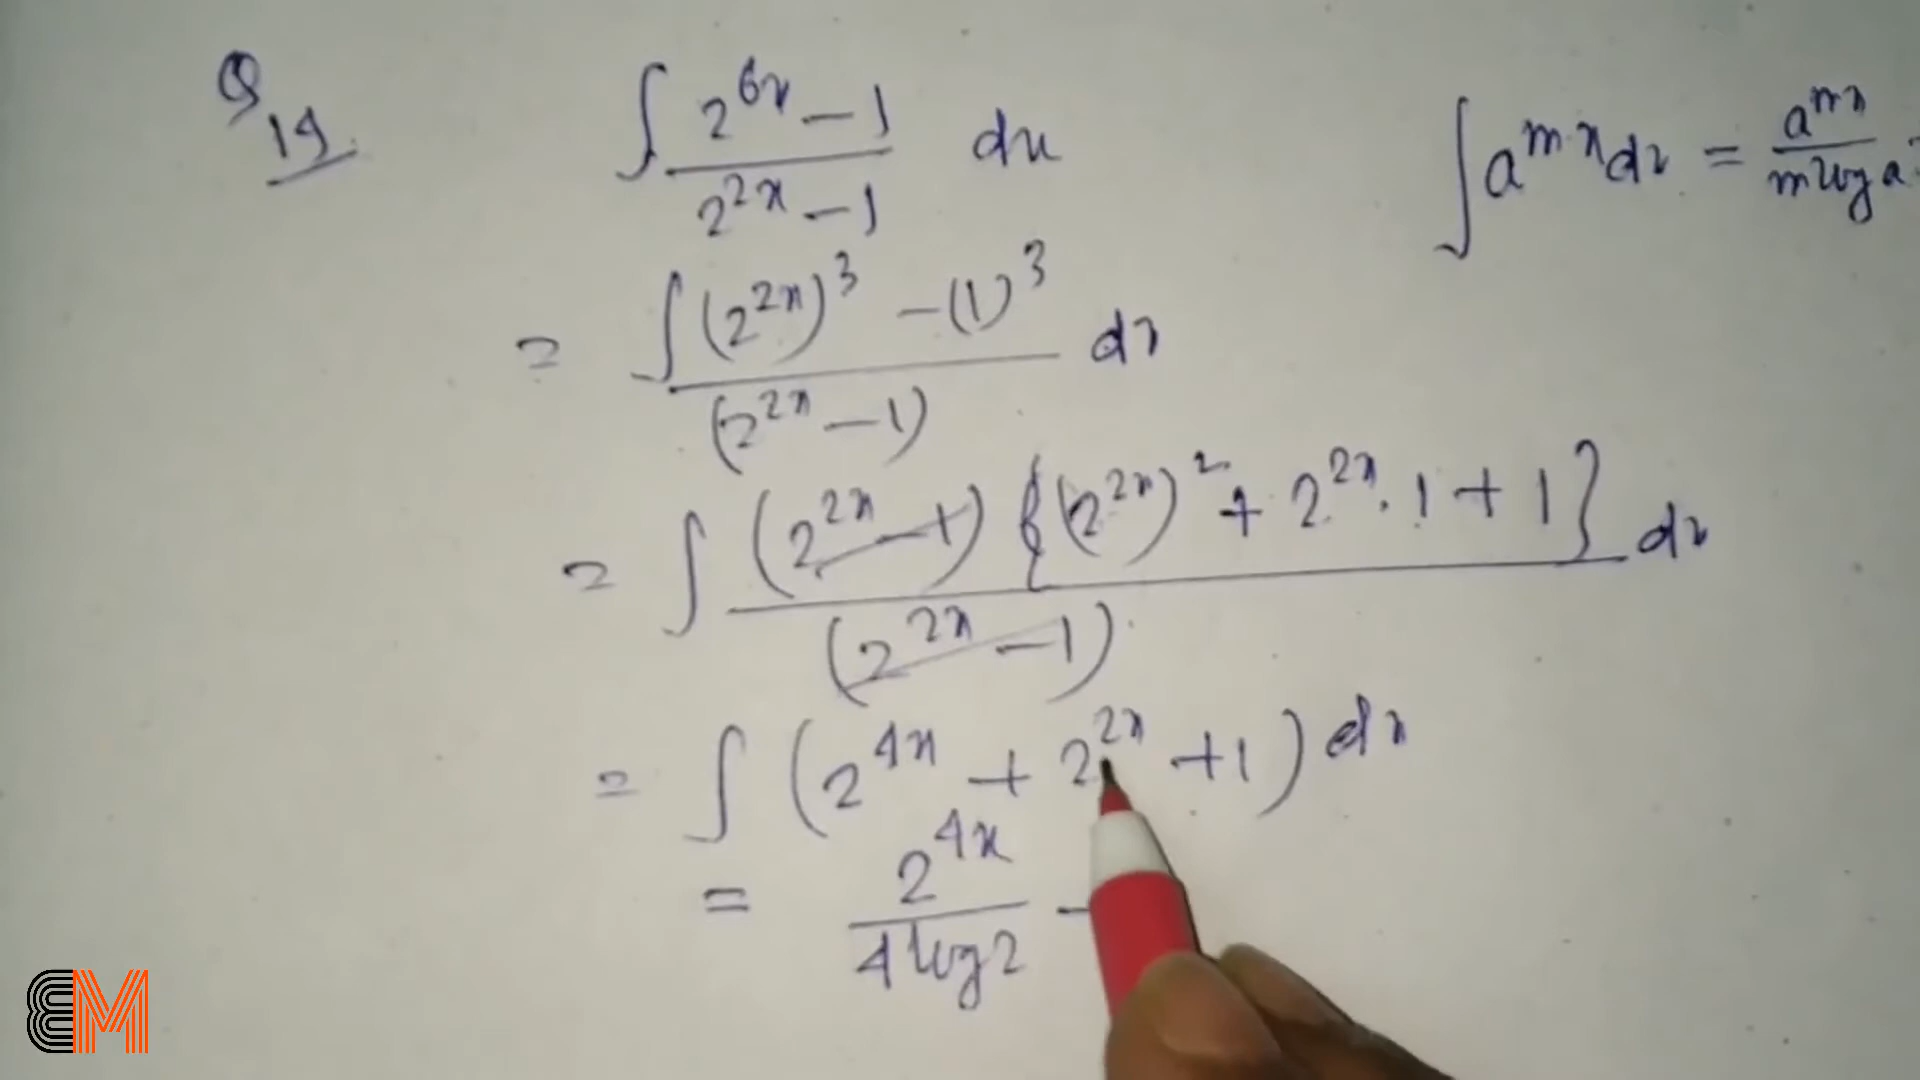 Q 19
∫ (2^{6x} − 1)/(2^{2x} − 1) dx
∫ a^{m x} dx = a^{mx}/(m log a)
= ∫ ((2^{2x})^3 − (1)^3)/(2^{2x} − 1) dx
= ∫ (2^{2x} − 1) {(2^{2x})^2 + 2^{2x} . 1 + 1}/(2^{2x} − 1) dx
= ∫ (2^{4x} + 2^{2x} + 1) dx
= 2^{4x}/(4 log 2) −
EM